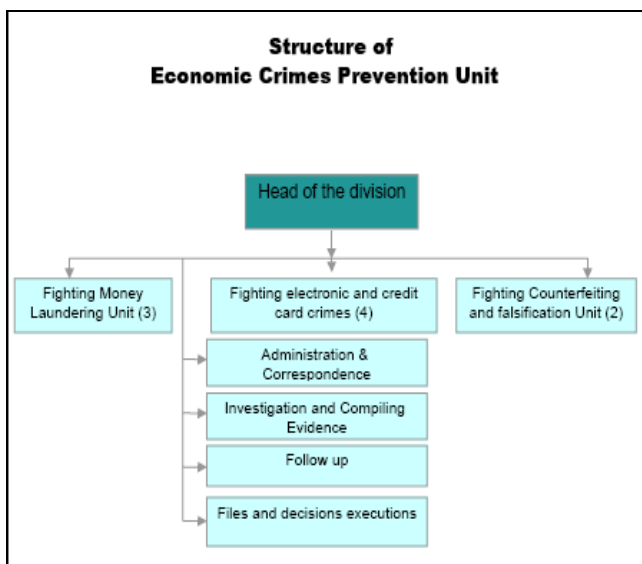 Structure of
Economic Crimes Prevention Unit
Head of the division
Fighting Money
Laundering Unit (3)
Fighting electronic and credit
card crimes (4)
Fighting Counterfeiting
and falsification Unit (2)
Administration &
Correspondence
Investigation and Compiling
Evidence
Follow up
Files and decisions executions